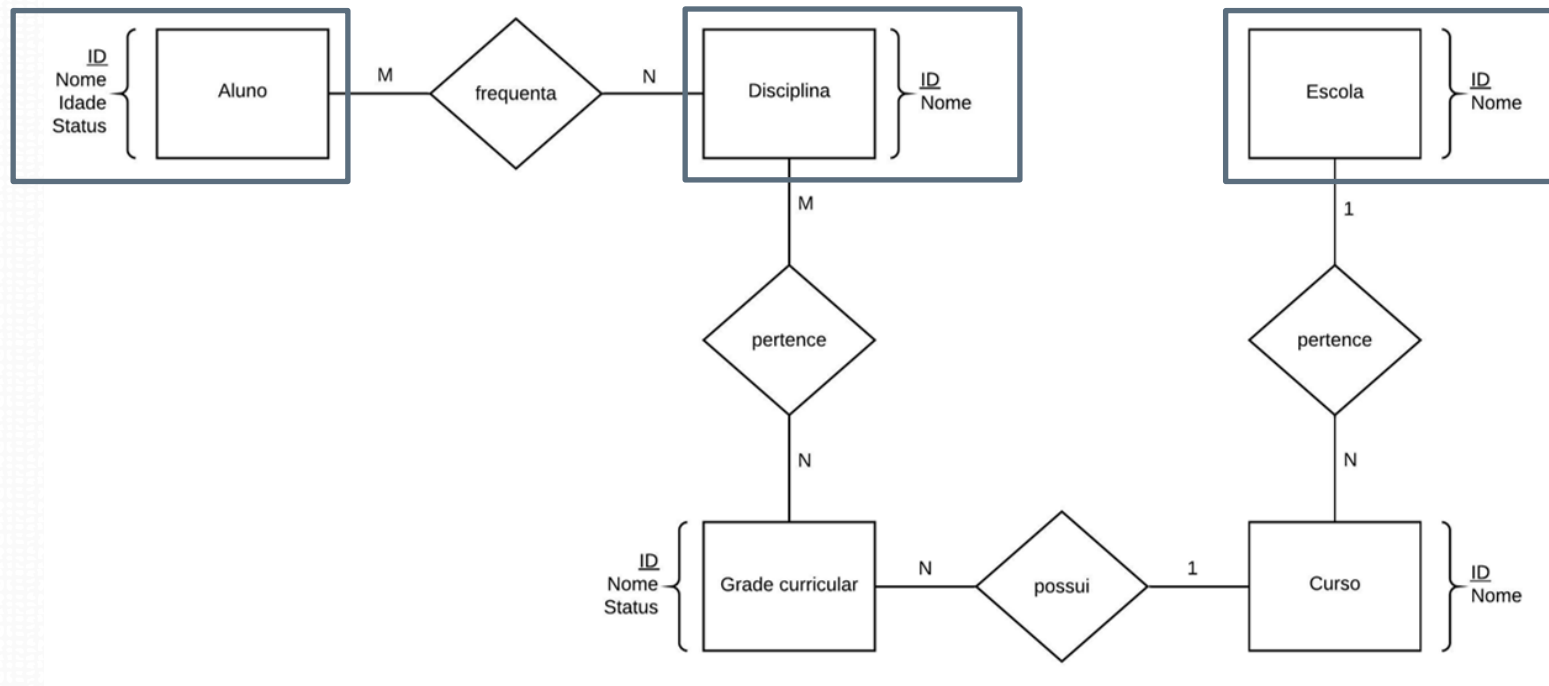 ID
Nome
Idade
Status
Aluno
M
frequenta
N
Disciplina
ID
Nome
Escola
ID
Nome
M
1
pertence
pertence
N
N
ID
Nome
Status
Grade curricular
N
possui
1
Curso
ID
Nome